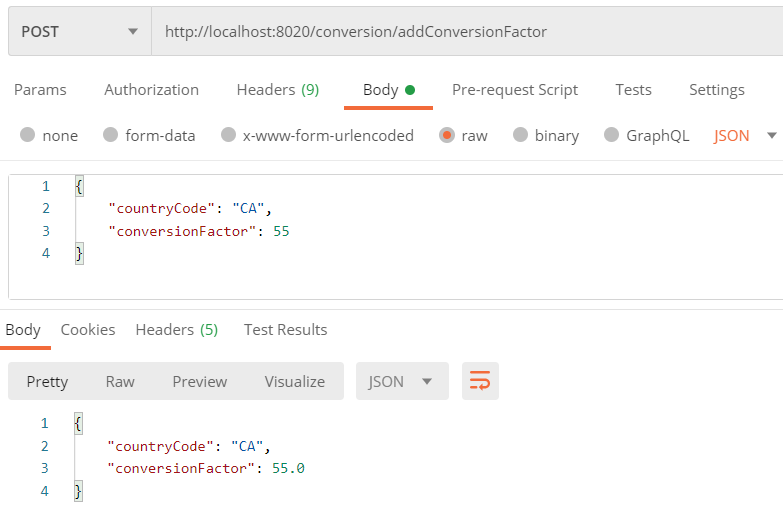 POST http://localhost:8020/conversion/addConversionFactor
Params Authorization Headers (9) Body Pre-request Script Tests Settings
none form-data x-www-form-urlencoded raw binary GraphQL JSON
1 {
2 "countryCode": "CA",
3 "conversionFactor": 55
4 }
Body Cookies Headers (5) Test Results
Pretty Raw Preview Visualize JSON
1 {
2 "countryCode": "CA",
3 "conversionFactor": 55.0
4 }